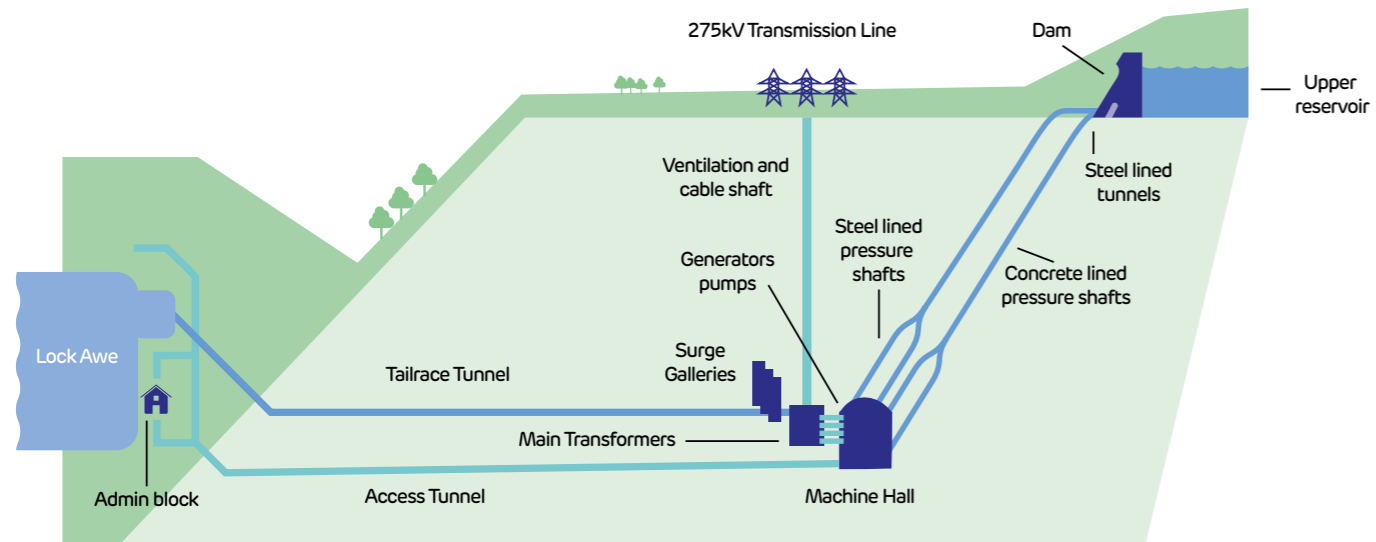 275kV Transmission Line
Dam
Upper
reservoir
Ventilation and
cable shaft
Steel lined
tunnels
Steel lined
pressure
shafts
Generators
pumps
Concrete lined
pressure shafts
Lock Awe
Surge
Galleries
Tailrace Tunnel
Main Transformers
Admin block
Access Tunnel
Machine Hall